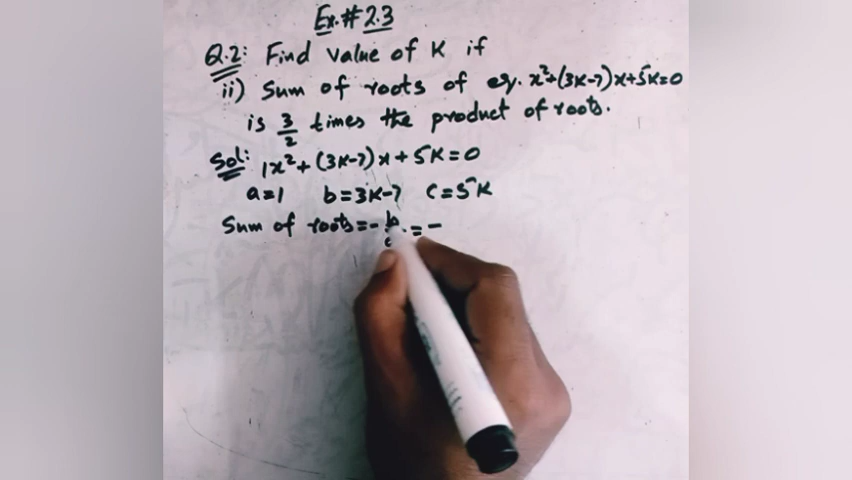 Ex.#2.3
Q.2: Find value of K if
ii) Sum of roots of eq. x²+(3K-7)x+5K=0
is 3/2 times the product of roots.
Sol: 1x²+(3K-7)x+5K=0
a=1 b=3K-7 c=5K
Sum of roots=-b/ =-